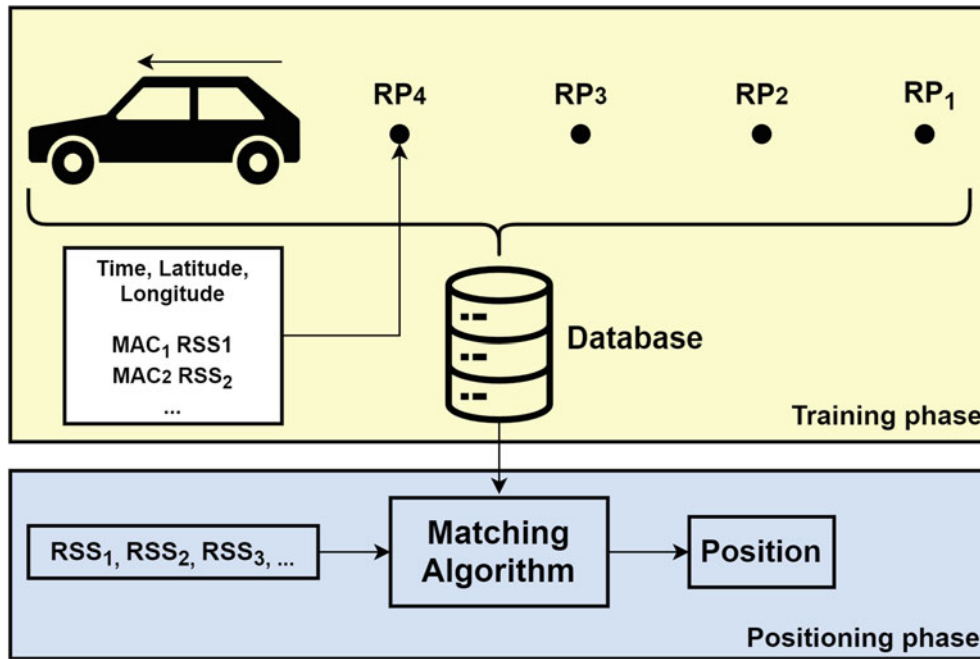 RP₄ RP₃ RP₂ RP₁
Time, Latitude,
Longitude
MAC₁ RSS1
MAC2 RSS₂
...
Database
Training phase
RSS₁, RSS₂, RSS₃, ...
Matching
Algorithm
Position
Positioning phase